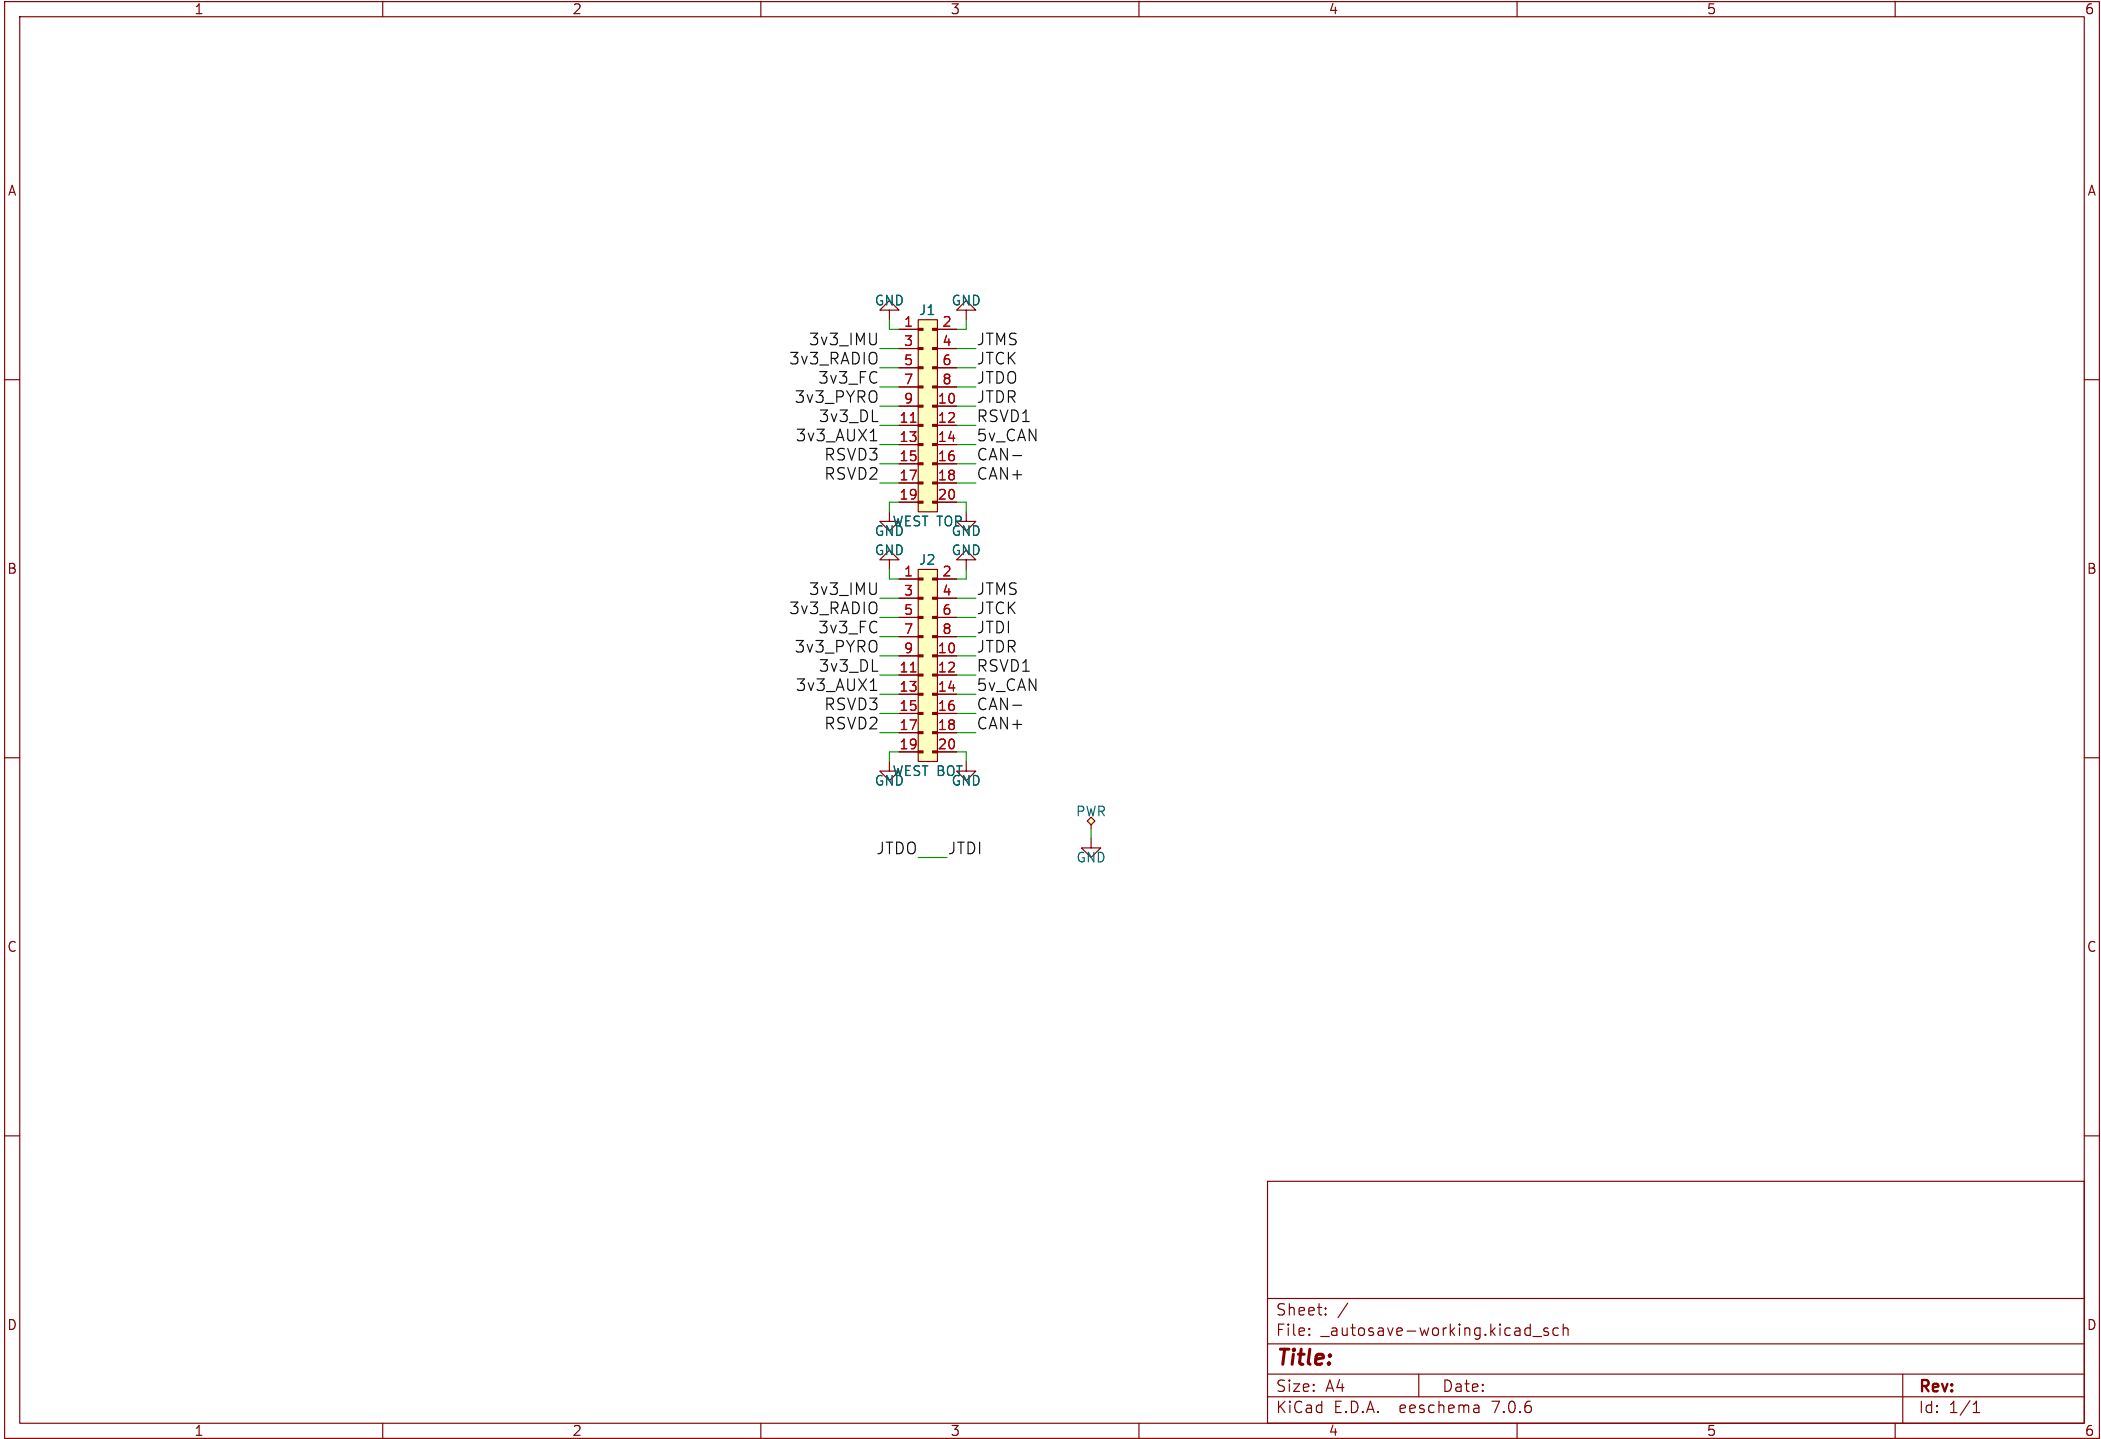 1 2 3 4 5 6
A A
GND GND
J1
1 2
3v3_IMU 3 4 JTMS
3v3_RADIO 5 6 JTCK
3v3_FC 7 8 JTDO
3v3_PYRO 9 10 JTDR
3v3_DL 11 12 RSVD1
3v3_AUX1 13 14 5v_CAN
RSVD3 15 16 CAN-
RSVD2 17 18 CAN+
19 20
WEST TOP
GND GND
GND GND
J2
B B
1 2
3v3_IMU 3 4 JTMS
3v3_RADIO 5 6 JTCK
3v3_FC 7 8 JTDI
3v3_PYRO 9 10 JTDR
3v3_DL 11 12 RSVD1
3v3_AUX1 13 14 5v_CAN
RSVD3 15 16 CAN-
RSVD2 17 18 CAN+
19 20
WEST BOT
GND GND
PWR
JTDO JTDI
GND
C C
Sheet: /
D D
File: _autosave-working.kicad_sch
Title:
Size: A4 Date: Rev:
KiCad E.D.A. eeschema 7.0.6 Id: 1/1
1 2 3 4 5 6